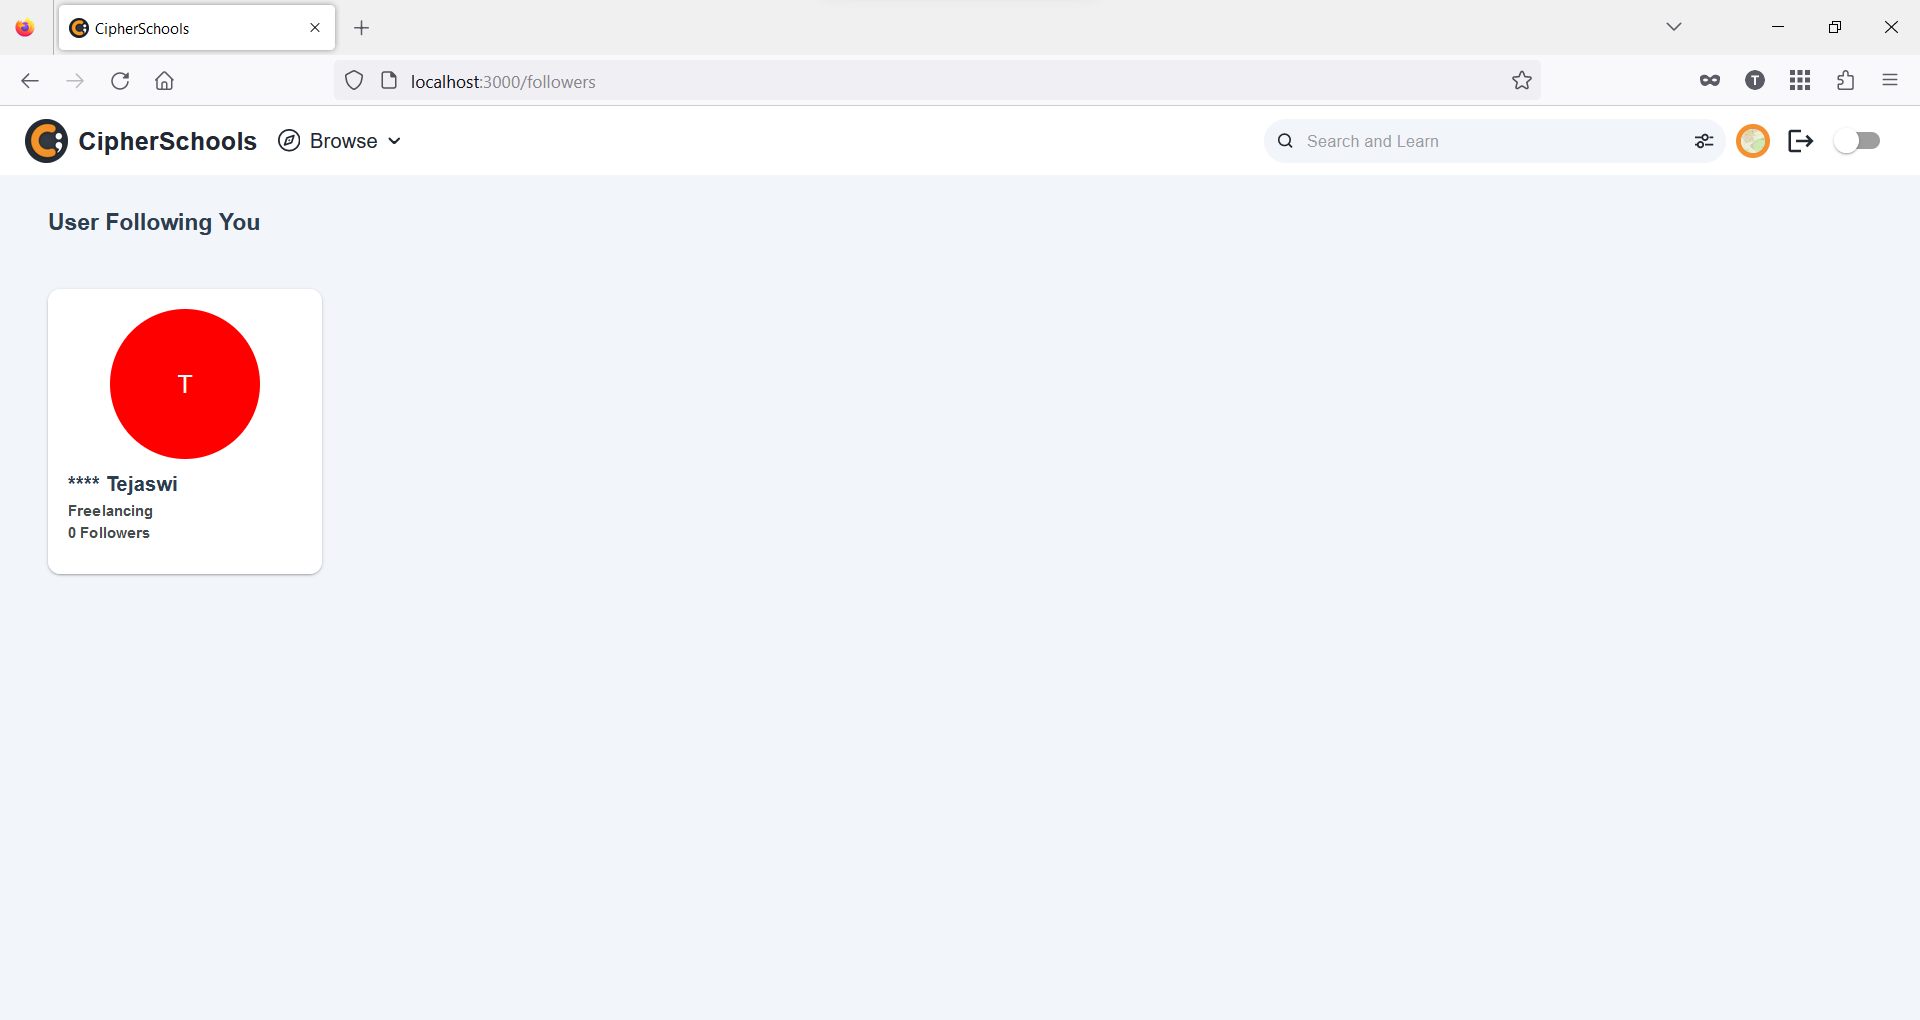 CipherSchools
localhost:3000/followers
T
CipherSchools
Browse
Search and Learn
User Following You
T
**** Tejaswi
Freelancing
0 Followers